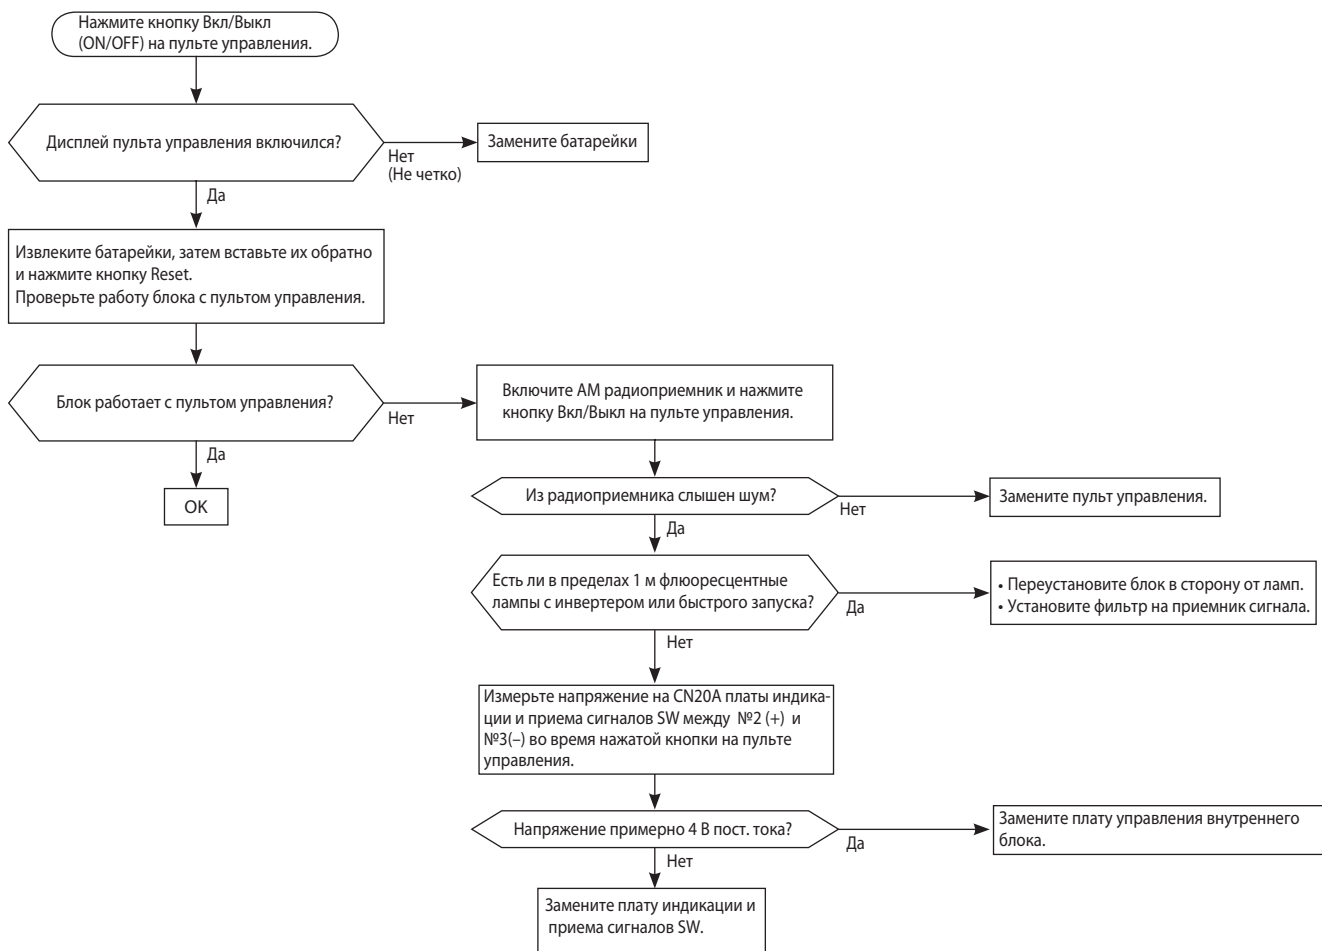 Нажмите кнопку Вкл/Выкл
(ON/OFF) на пульте управления.
Дисплей пульта управления включился?
Нет
(Не четко)
Замените батарейки
Да
Извлеките батарейки, затем вставьте их обратно
и нажмите кнопку Reset.
Проверьте работу блока с пультом управления.
Блок работает с пультом управления?
Нет
Включите АМ радиоприемник и нажмите
кнопку Вкл/Выкл на пульте управления.
Да
OK
Из радиоприемника слышен шум?
Нет
Замените пульт управления.
Да
Есть ли в пределах 1 м флюоресцентные
лампы с инвертером или быстрого запуска?
Да
• Переустановите блок в сторону от ламп.
• Установите фильтр на приемник сигнала.
Нет
Измерьте напряжение на CN20A платы индика-
ции и приема сигналов SW между №2 (+) и
№3(–) во время нажатой кнопки на пульте
управления.
Напряжение примерно 4 В пост. тока?
Да
Замените плату управления внутреннего
блока.
Нет
Замените плату индикации и
приема сигналов SW.